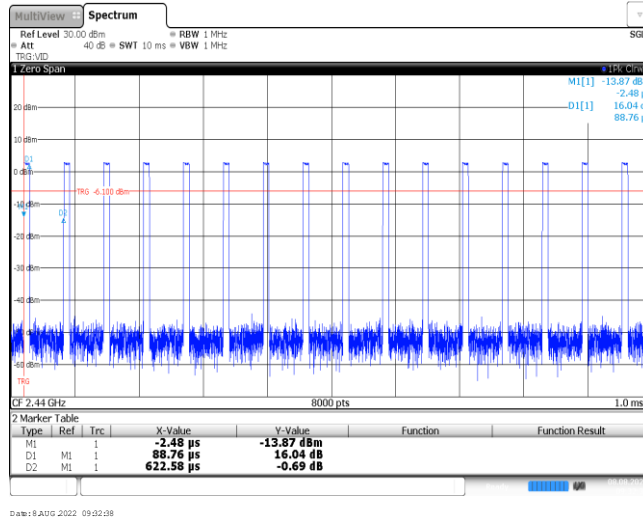 MultiView Spectrum
Ref Level 30.00 dBm RBW 1 MHz SGL
Att 40 dB SWT 10 ms VBW 1 MHz
TRG:VID
1 Zero Span 1Pk Clrw
M1[1] -13.87 dB
-2.48 µ
D1[1] 16.04 d
88.76 µ
20 dBm
10 dBm
D1
0 dBm
TRG -6.100 dBm
-10 dBm
D2
-20 dBm
-30 dBm
-40 dBm
-50 dBm
-60 dBm
TRG
CF 2.44 GHz 8000 pts 1.0 ms
2 Marker Table
Type Ref Trc X-Value Y-Value Function Function Result
M1 1 -2.48 µs -13.87 dBm
D1 M1 1 88.76 µs 16.04 dB
D2 M1 1 622.58 µs -0.69 dB
Date: 8.AUG.2022 09:32:38